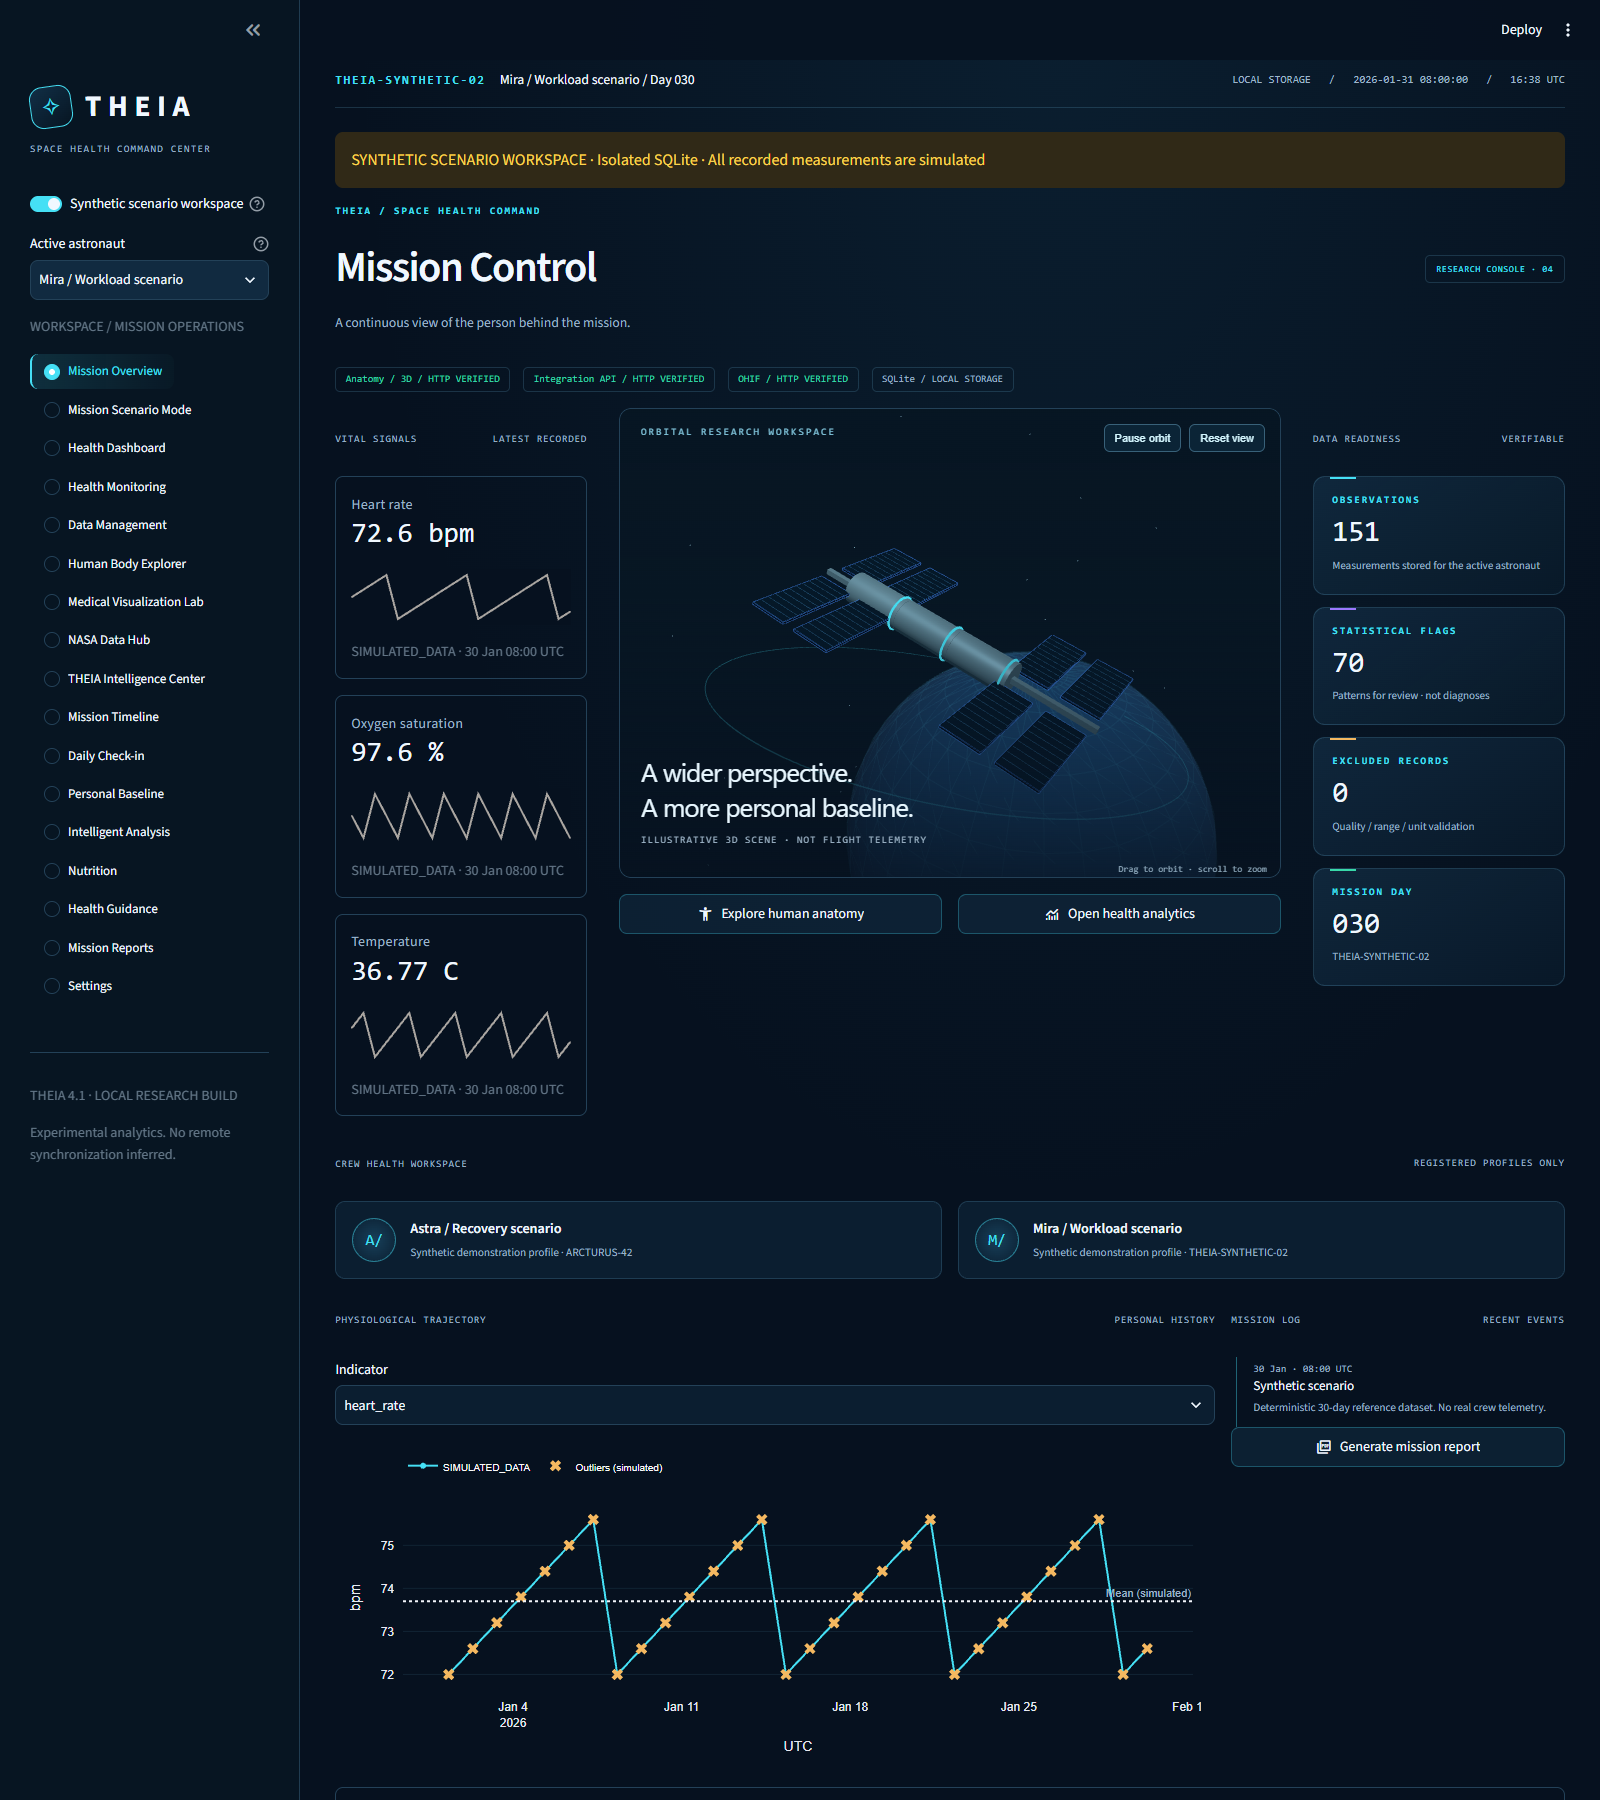 Deploy
THEIA
SPACE HEALTH COMMAND CENTER
Synthetic scenario workspace
Active astronaut
Mira / Workload scenario
WORKSPACE / MISSION OPERATIONS
Mission Overview
Mission Scenario Mode
Health Dashboard
Health Monitoring
Data Management
Human Body Explorer
Medical Visualization Lab
NASA Data Hub
THEIA Intelligence Center
Mission Timeline
Daily Check-in
Personal Baseline
Intelligent Analysis
Nutrition
Health Guidance
Mission Reports
Settings
THEIA 4.1 · LOCAL RESEARCH BUILD
Experimental analytics. No remote
synchronization inferred.
THEIA-SYNTHETIC-02 Mira / Workload scenario / Day 030
LOCAL STORAGE / 2026-01-31 08:00:00 / 16:38 UTC
SYNTHETIC SCENARIO WORKSPACE · Isolated SQLite · All recorded measurements are simulated
THEIA / SPACE HEALTH COMMAND
Mission Control
RESEARCH CONSOLE · 04
A continuous view of the person behind the mission.
Anatomy / 3D / HTTP VERIFIED
Integration API / HTTP VERIFIED
OHIF / HTTP VERIFIED
SQLite / LOCAL STORAGE
VITAL SIGNALS LATEST RECORDED
Heart rate
72.6 bpm
SIMULATED_DATA · 30 Jan 08:00 UTC
Oxygen saturation
97.6 %
SIMULATED_DATA · 30 Jan 08:00 UTC
Temperature
36.77 C
SIMULATED_DATA · 30 Jan 08:00 UTC
ORBITAL RESEARCH WORKSPACE
Pause orbit
Reset view
A wider perspective.
A more personal baseline.
ILLUSTRATIVE 3D SCENE · NOT FLIGHT TELEMETRY
Drag to orbit · scroll to zoom
Explore human anatomy
Open health analytics
DATA READINESS VERIFIABLE
OBSERVATIONS
151
Measurements stored for the active astronaut
STATISTICAL FLAGS
70
Patterns for review · not diagnoses
EXCLUDED RECORDS
0
Quality / range / unit validation
MISSION DAY
030
THEIA-SYNTHETIC-02
CREW HEALTH WORKSPACE
REGISTERED PROFILES ONLY
A/
Astra / Recovery scenario
Synthetic demonstration profile · ARCTURUS-42
M/
Mira / Workload scenario
Synthetic demonstration profile · THEIA-SYNTHETIC-02
PHYSIOLOGICAL TRAJECTORY PERSONAL HISTORY
Indicator
heart_rate
SIMULATED_DATA
Outliers (simulated)
75
74
73
72
bpm
Mean (simulated)
Jan 4
2026
Jan 11
Jan 18
Jan 25
Feb 1
UTC
MISSION LOG RECENT EVENTS
30 Jan · 08:00 UTC
Synthetic scenario
Deterministic 30-day reference dataset. No real crew telemetry.
Generate mission report